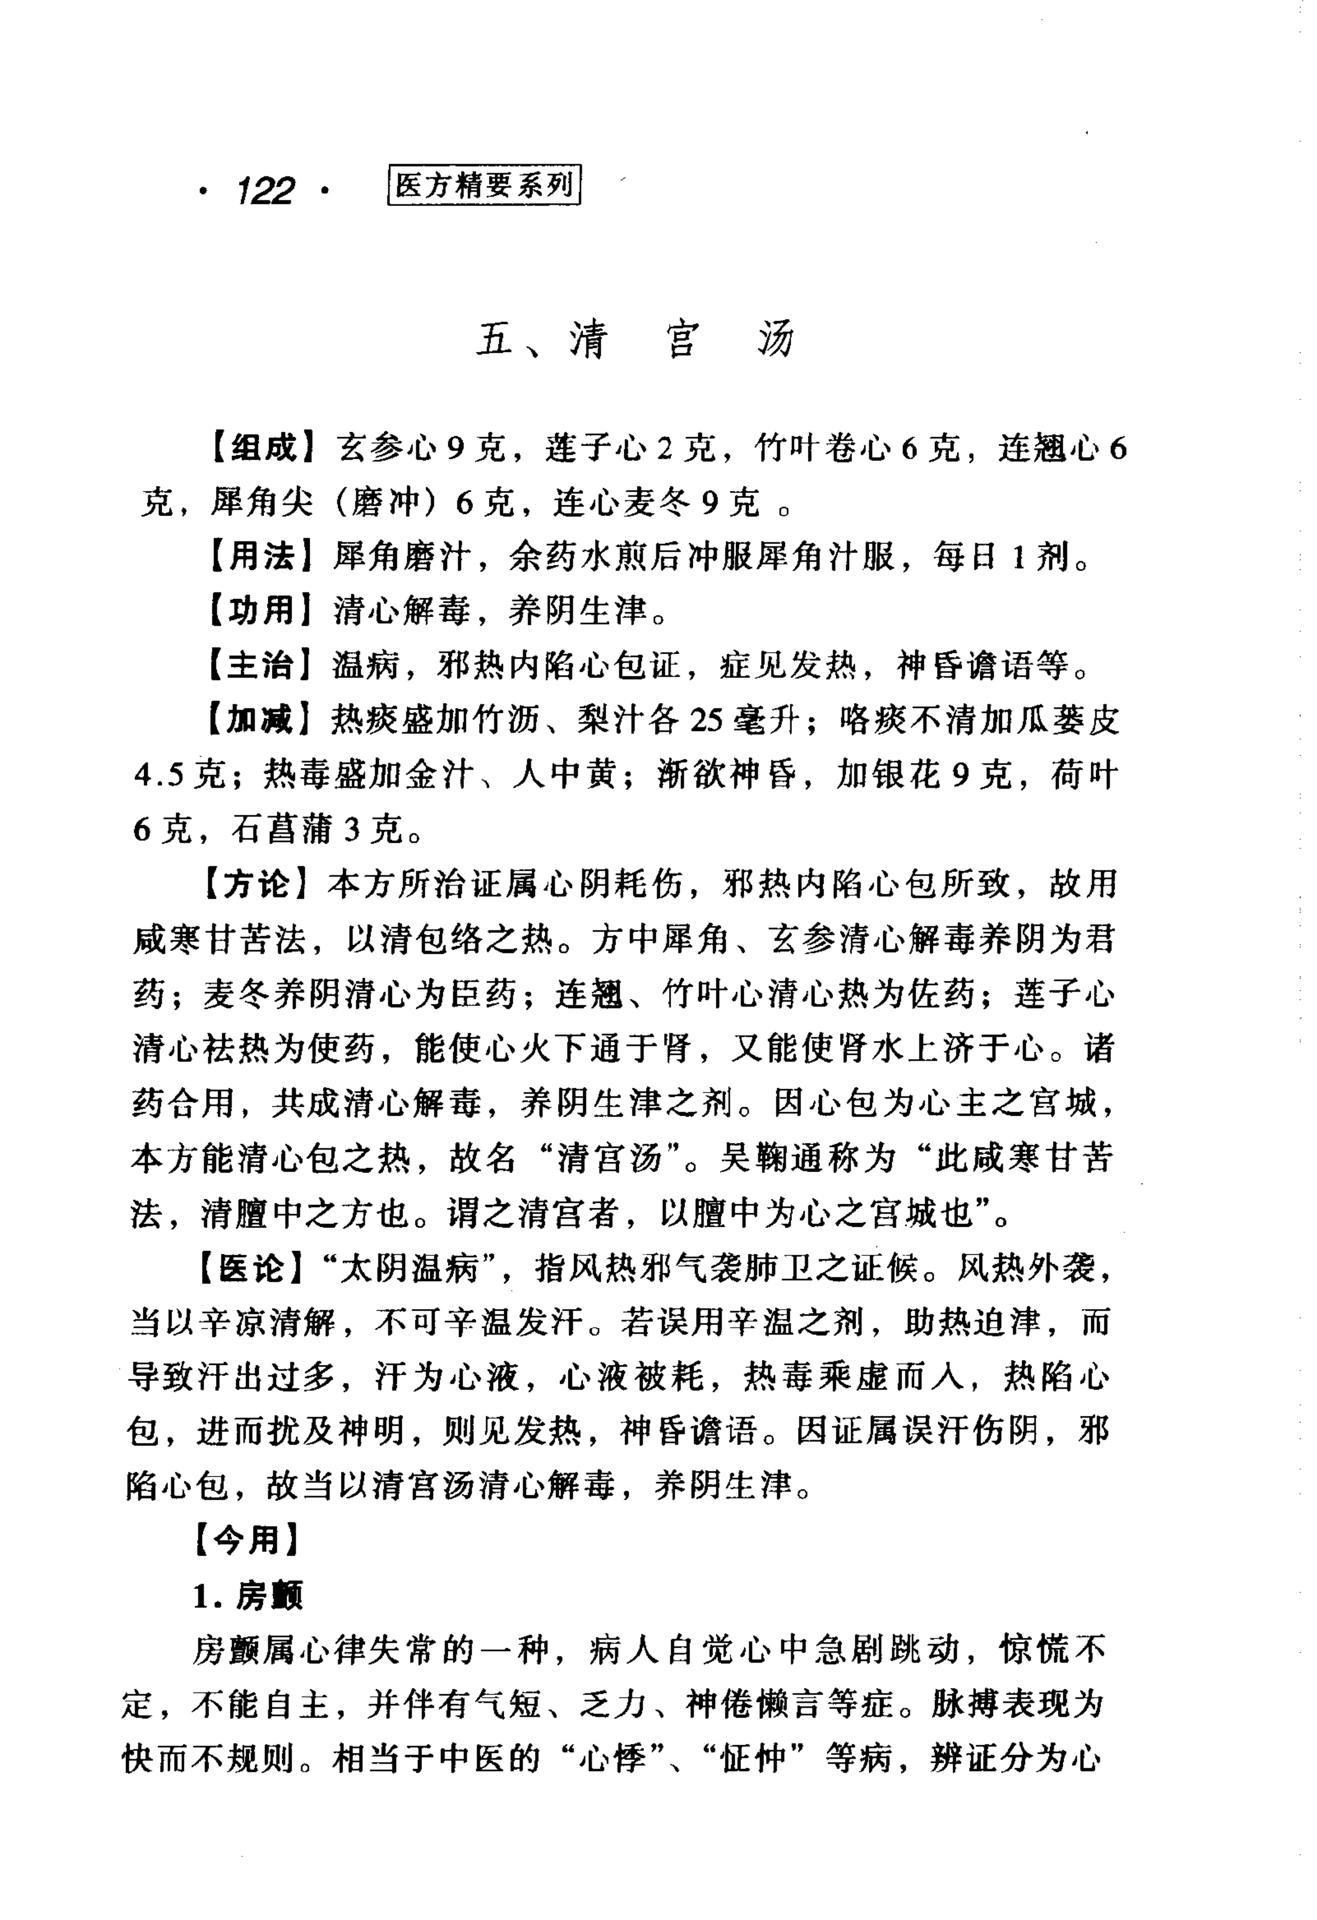 · 122 · 医方精要系列
五、清 宫 汤
【组成】玄参心 9 克，莲子心 2 克，竹叶卷心 6 克，连翘心 6
克，犀角尖（磨冲）6 克，连心麦冬 9 克 。
【用法】犀角磨汁，余药水煎后冲服犀角汁服，每日 1 剂。
【功用】清心解毒，养阴生津。
【主治】温病，邪热内陷心包证，症见发热，神昏谵语等。
【加减】热痰盛加竹沥、梨汁各 25 毫升；咯痰不清加瓜蒌皮
4.5 克；热毒盛加金汁、人中黄；渐欲神昏，加银花 9 克，荷叶
6 克，石菖蒲 3 克。
【方论】本方所治证属心阴耗伤，邪热内陷心包所致，故用
咸寒甘苦法，以清包络之热。方中犀角、玄参清心解毒养阴为君
药；麦冬养阴清心为臣药；连翘、竹叶心清心热为佐药；莲子心
清心祛热为使药，能使心火下通于肾，又能使肾水上济于心。诸
药合用，共成清心解毒，养阴生津之剂。因心包为心主之宫城，
本方能清心包之热，故名“清宫汤”。吴鞠通称为“此咸寒甘苦
法，清膻中之方也。谓之清宫者，以膻中为心之宫城也”。
【医论】“太阴温病”，指风热邪气袭肺卫之证候。风热外袭，
当以辛凉清解，不可辛温发汗。若误用辛温之剂，助热迫津，而
导致汗出过多，汗为心液，心液被耗，热毒乘虚而人，热陷心
包，进而扰及神明，则见发热，神昏谵语。因证属误汗伤阴，邪
陷心包，故当以清宫汤清心解毒，养阴生津。
【今用】
1. 房颤
房颤属心律失常的一种，病人自觉心中急剧跳动，惊慌不
定，不能自主，并伴有气短、乏力、神倦懒言等症。脉搏表现为
快而不规则。相当于中医的“心悸”、“怔忡”等病，辨证分为心